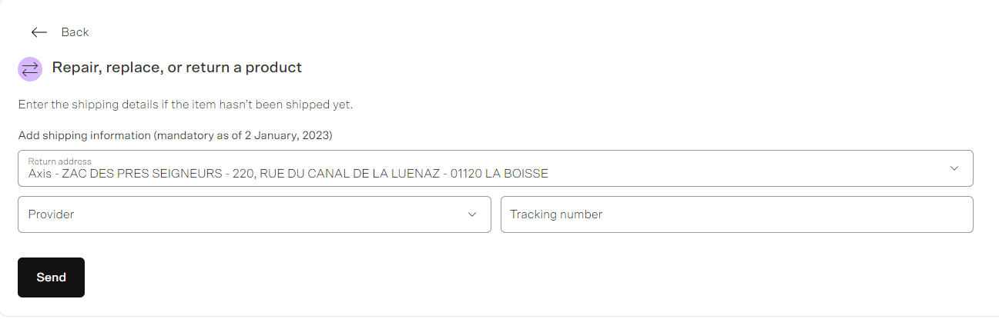 Back
Repair, replace, or return a product
Enter the shipping details if the item hasn't been shipped yet.
Add shipping information (mandatory as of 2 January, 2023)
Return address
Axis - ZAC DES PRES SEIGNEURS - 220, RUE DU CANAL DE LA LUENAZ - 01120 LA BOISSE
Provider
Tracking number
Send